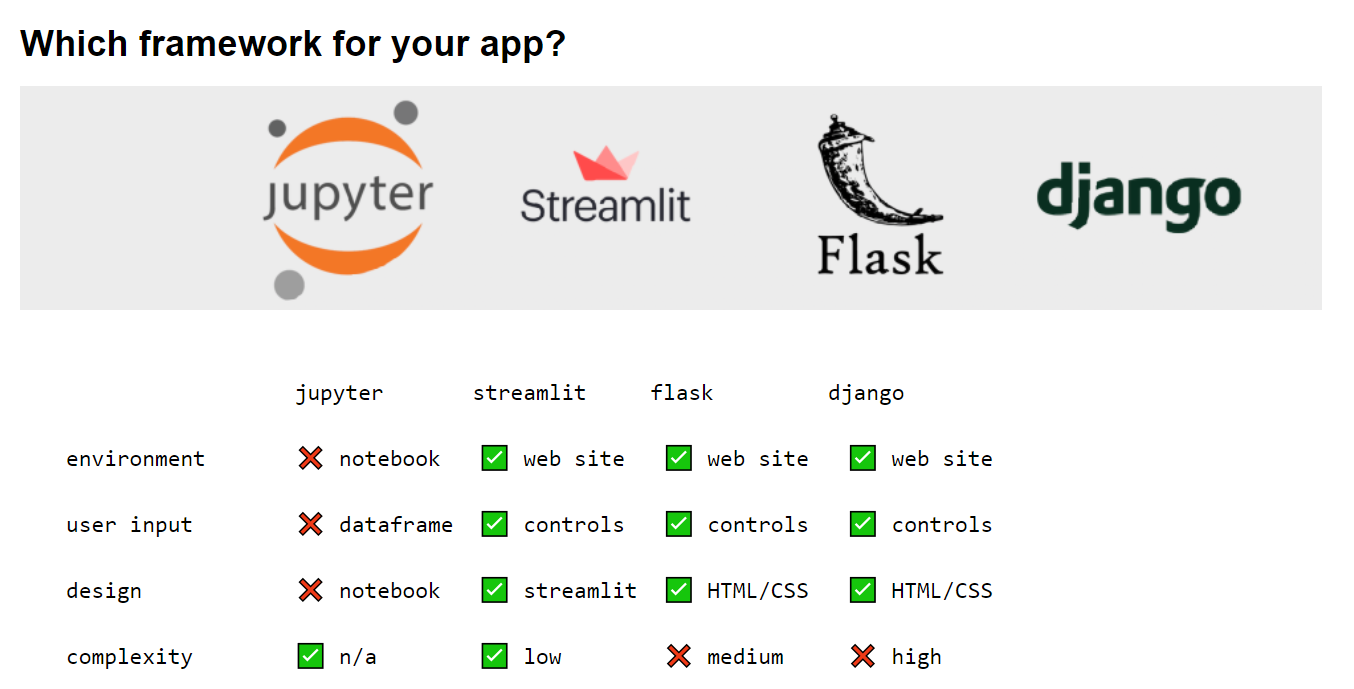 Which framework for your app?
jupyter Streamlit Flask django
jupyter streamlit flask django
environment ❌ notebook ✅ web site ✅ web site ✅ web site
user input ❌ dataframe ✅ controls ✅ controls ✅ controls
design ❌ notebook ✅ streamlit ✅ HTML/CSS ✅ HTML/CSS
complexity ✅ n/a ✅ low ❌ medium ❌ high